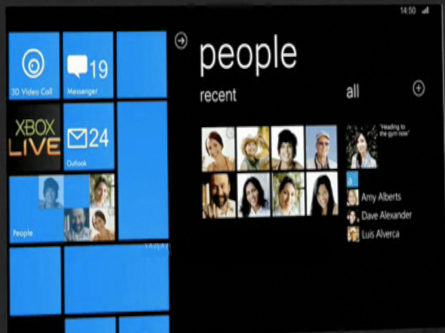 14:50
people
recent
all
3D Video Call
19
Messenger
XBOX
LIVE
24
Outlook
People
"Heading to
the gym now"
a
Amy Alberts
Dave Alexander
Luis Alverca